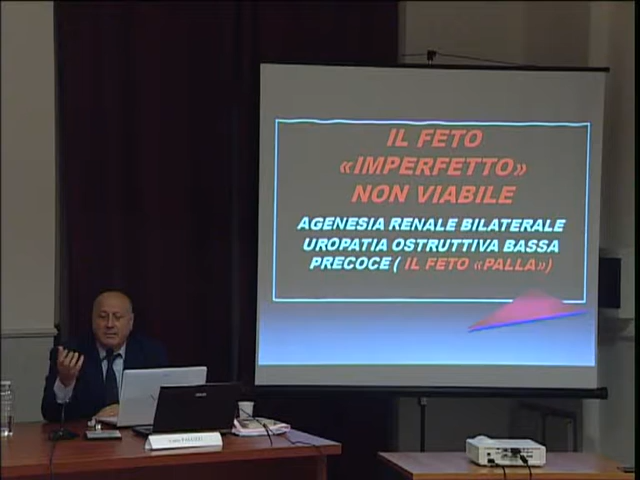 IL FETO
«IMPERFETTO»
NON VIABILE
AGENESIA RENALE BILATERALE
UROPATIA OSTRUTTIVA BASSA
PRECOCE ( IL FETO «PALLA»)